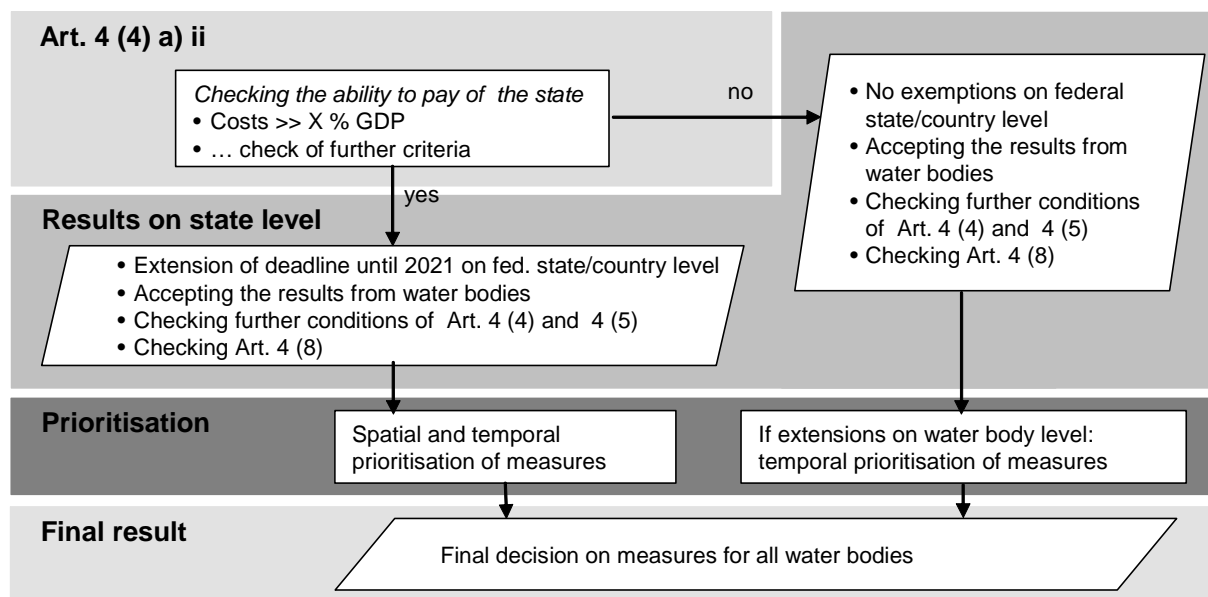 Art. 4 (4) a) ii
Checking the ability to pay of the state
• Costs >> X % GDP
• … check of further criteria
no
yes
• No exemptions on federal
state/country level
• Accepting the results from
water bodies
• Checking further conditions
of Art. 4 (4) and 4 (5)
• Checking Art. 4 (8)
Results on state level
• Extension of deadline until 2021 on fed. state/country level
• Accepting the results from water bodies
• Checking further conditions of Art. 4 (4) and 4 (5)
• Checking Art. 4 (8)
Prioritisation
Spatial and temporal
prioritisation of measures
If extensions on water body level:
temporal prioritisation of measures
Final result
Final decision on measures for all water bodies